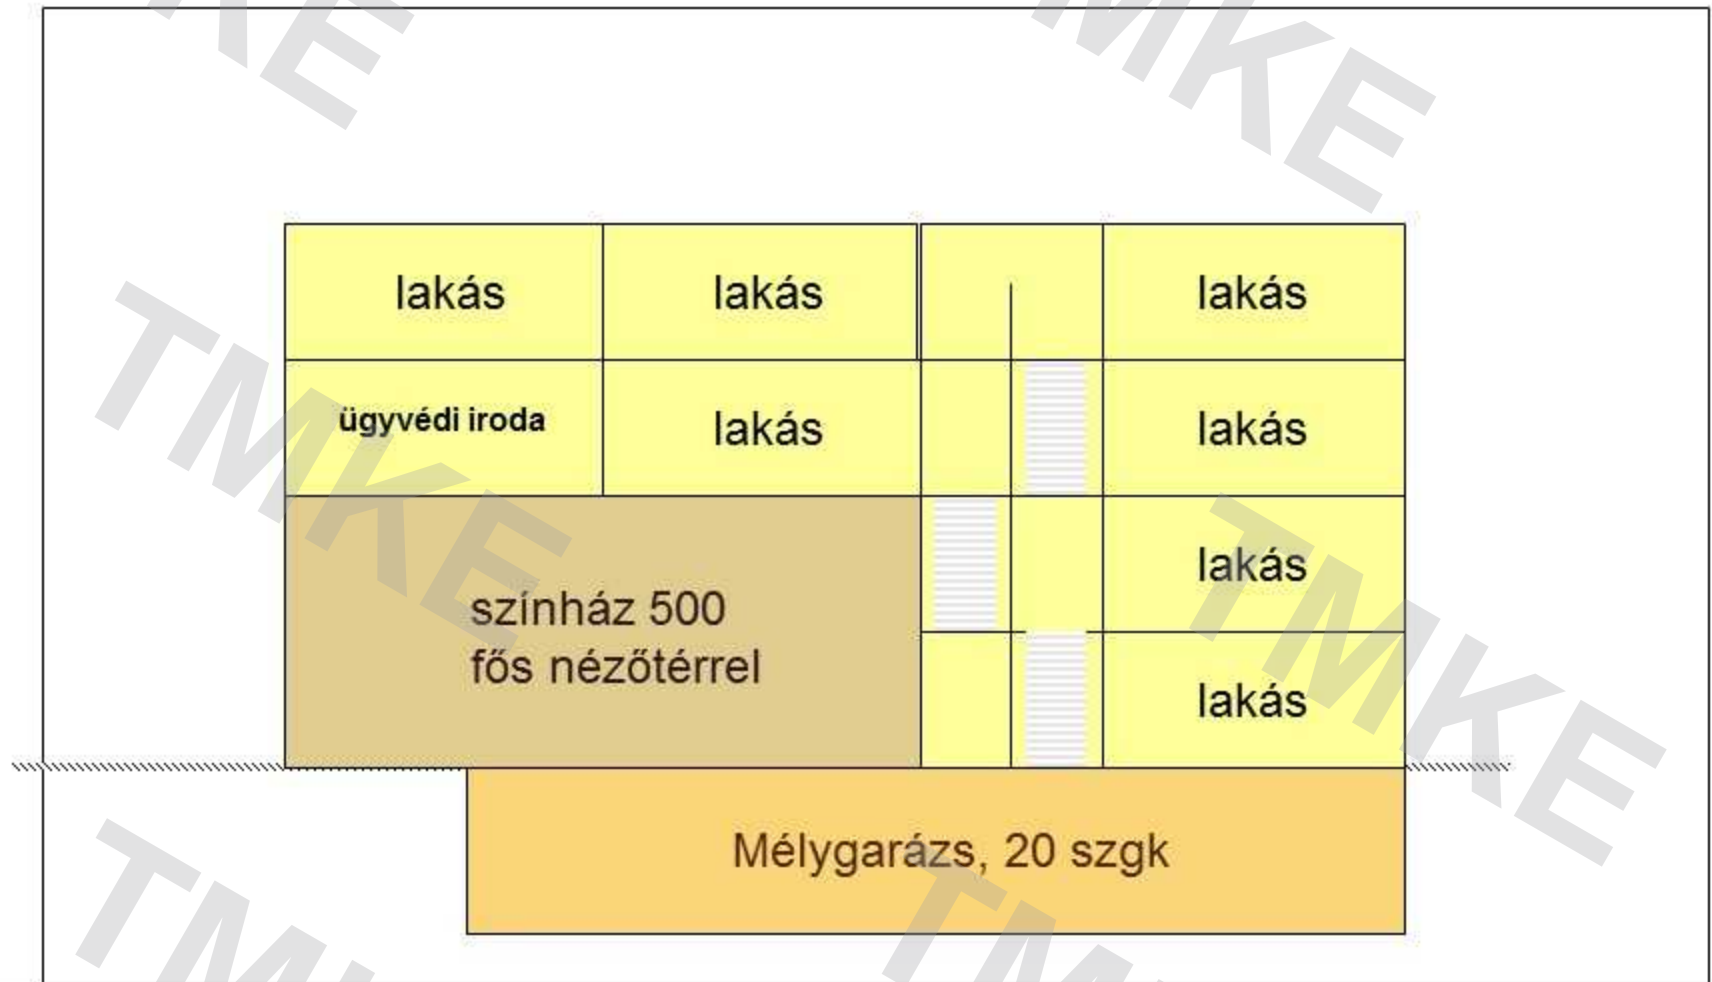 TMKE
lakás
lakás
lakás
ügyvédi iroda
lakás
lakás
TMKE
színház 500
fős nézőtérrel
lakás
TMKE
lakás
Mélygarázs, 20 szgk